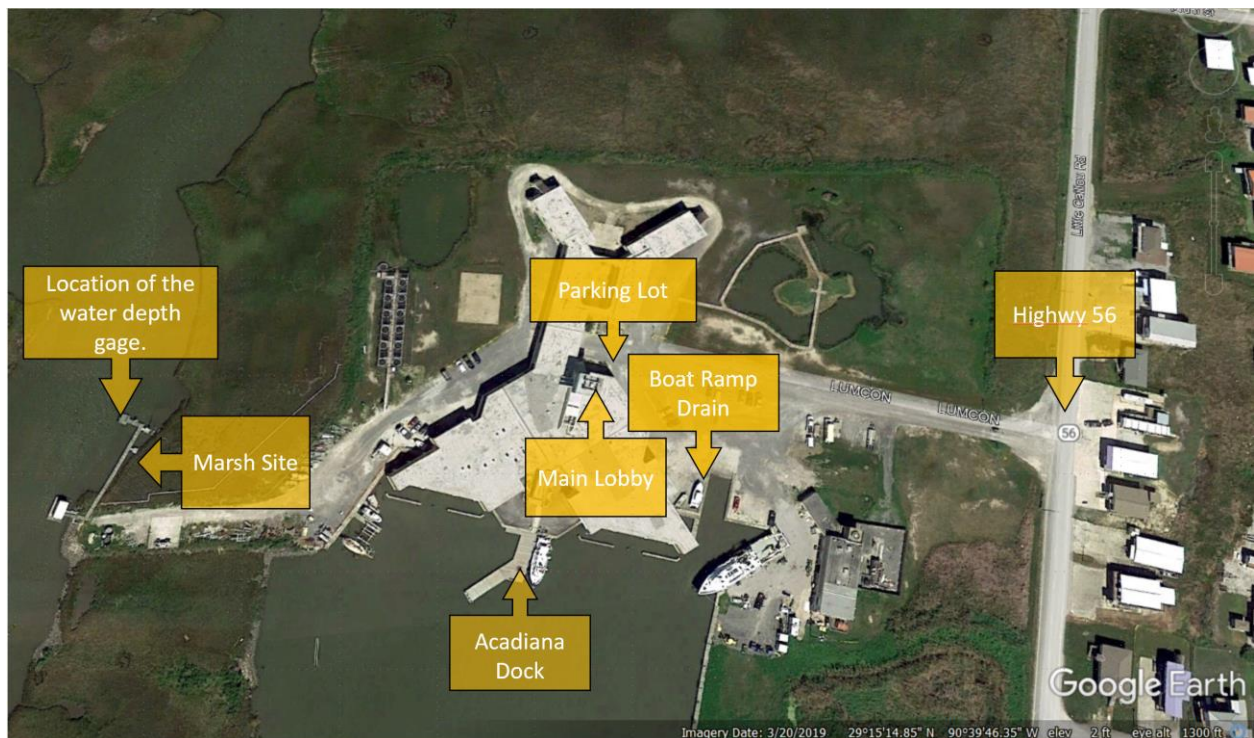 Little Caillou Rd
Location of the
water depth
gage.
Parking Lot
Highwy 56
Boat Ramp
Drain
LUMCON
LUMCON
56
Marsh Site
Main Lobby
Acadiana
Dock
Google Earth
Imagery Date: 3/20/2019 29°15'14.85" N 90°39'46.35" W elev 2 ft eye alt 1300 ft